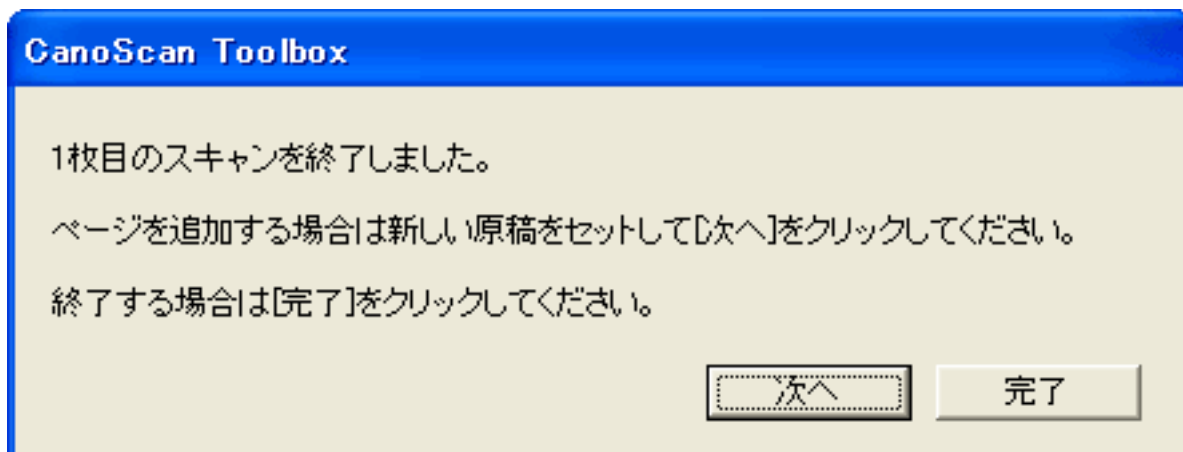 CanoScan Toolbox
1枚目のスキャンを終了しました。
ページを追加する場合は新しい原稿をセットして[次へ]をクリックしてください。
終了する場合は[完了]をクリックしてください。
次へ 完了